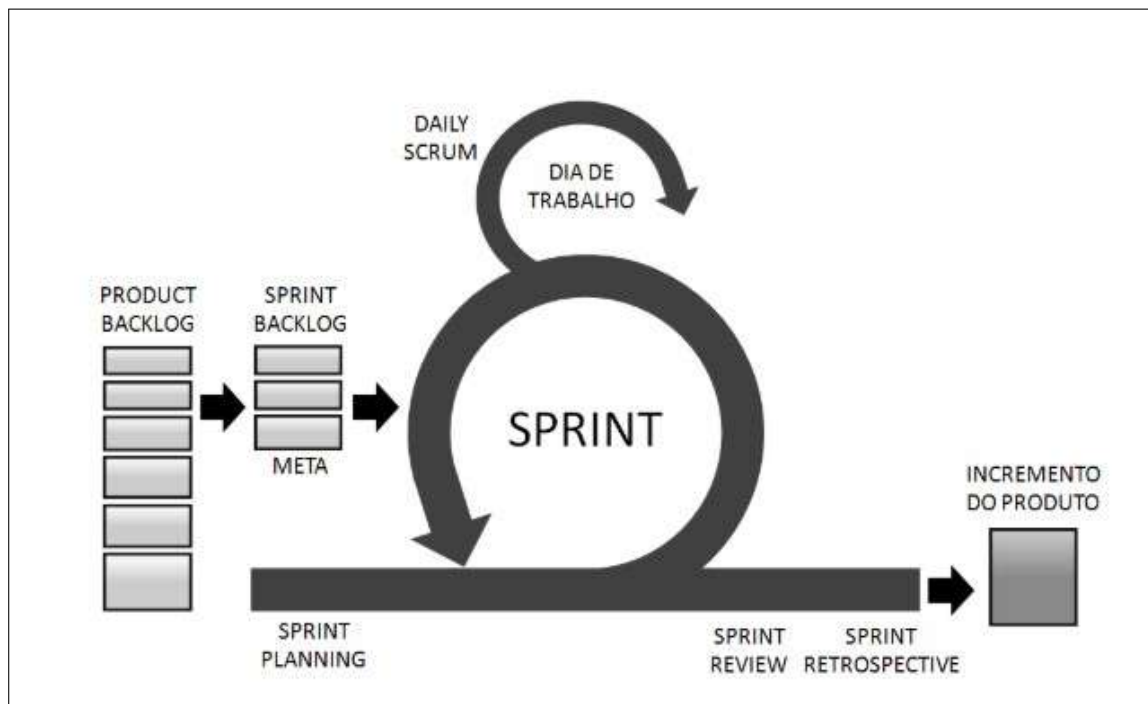 DAILY
SCRUM
DIA DE
TRABALHO
PRODUCT
BACKLOG
SPRINT
BACKLOG
META
SPRINT
INCREMENTO
DO PRODUTO
SPRINT
PLANNING
SPRINT
REVIEW
SPRINT
RETROSPECTIVE